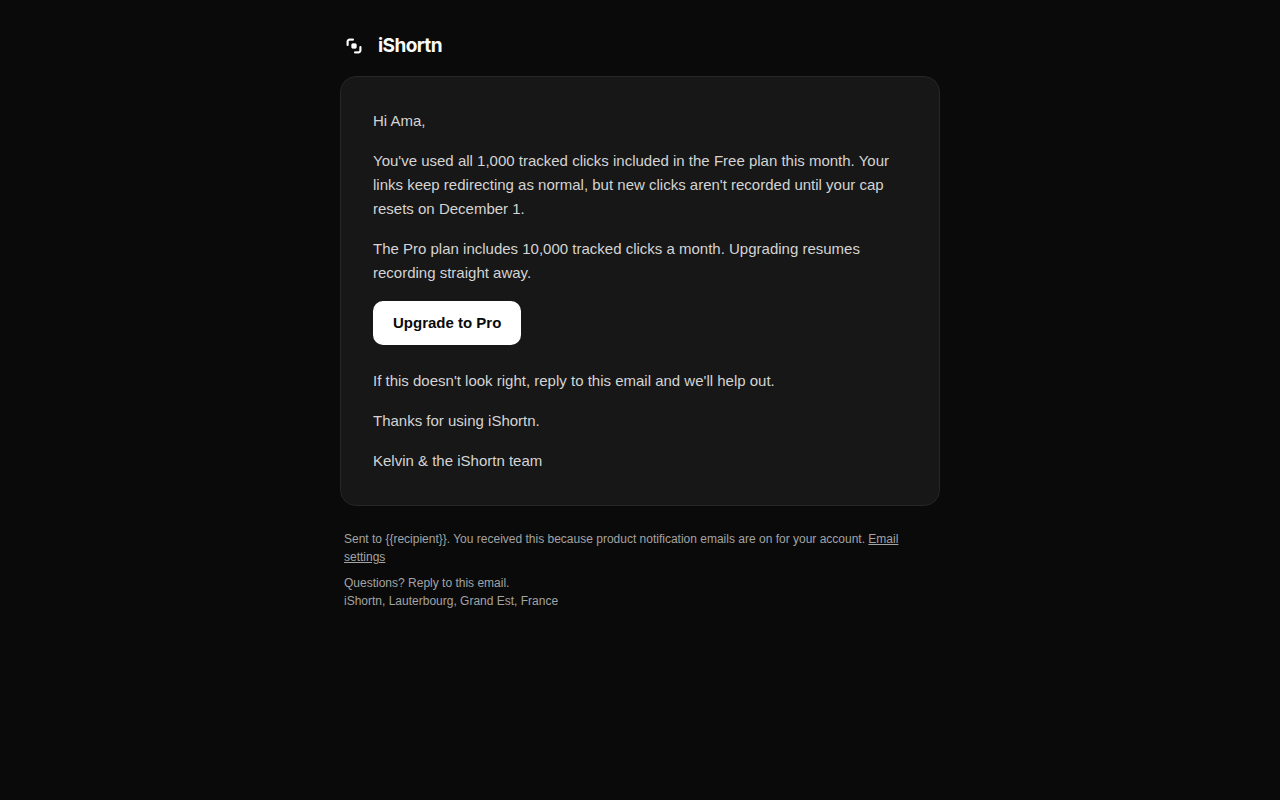 iShortn
Hi Ama,
You've used all 1,000 tracked clicks included in the Free plan this month. Your
links keep redirecting as normal, but new clicks aren't recorded until your cap
resets on December 1.
The Pro plan includes 10,000 tracked clicks a month. Upgrading resumes
recording straight away.
Upgrade to Pro
If this doesn't look right, reply to this email and we'll help out.
Thanks for using iShortn.
Kelvin & the iShortn team
Sent to {{recipient}}. You received this because product notification emails are on for your account. Email
settings
Questions? Reply to this email.
iShortn, Lauterbourg, Grand Est, France